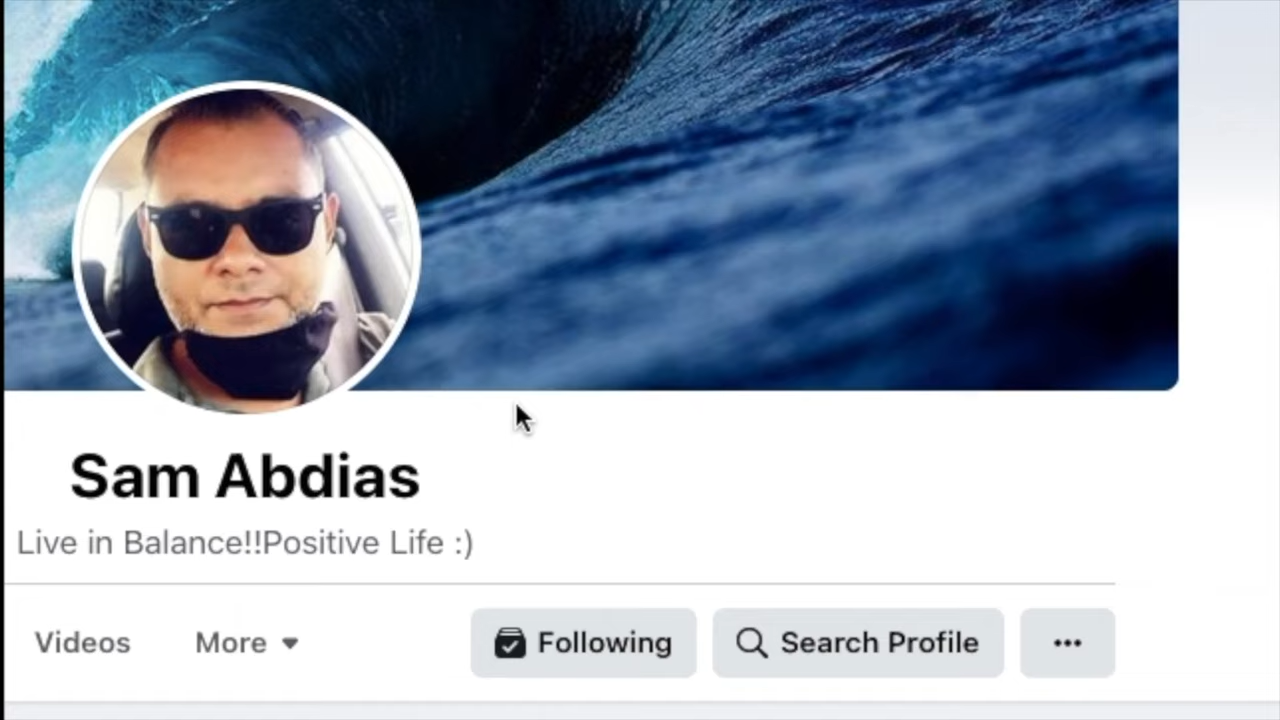 Sam Abdias
Live in Balance!!Positive Life :)
Videos More Following Search Profile ...